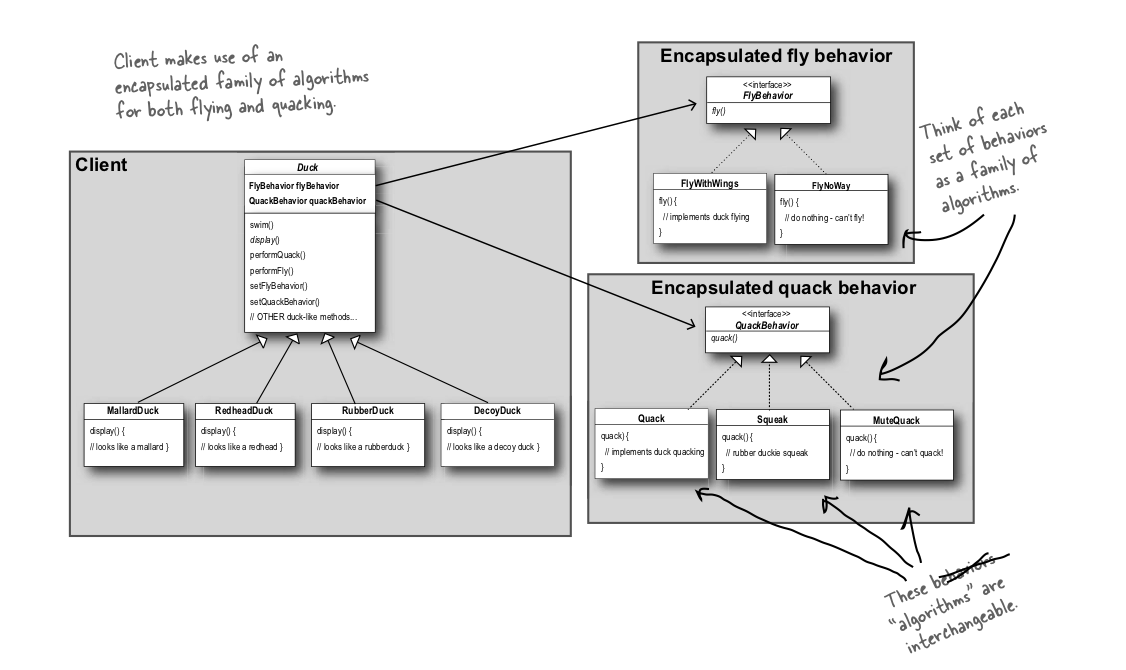 Client makes use of an
encapsulated family of algorithms
for both flying and quacking.
Client
Duck
FlyBehavior flyBehavior
QuackBehavior quackBehavior
swim()
display()
performQuack()
performFly()
setFlyBehavior()
setQuackBehavior()
// OTHER duck-like methods...
MallardDuck
display() {
// looks like a mallard }
RedheadDuck
display() {
// looks like a redhead }
RubberDuck
display() {
// looks like a rubberduck }
DecoyDuck
display() {
// looks like a decoy duck }
Encapsulated fly behavior
<<interface>>
FlyBehavior
fly()
FlyWithWings
fly() {
// implements duck flying
}
FlyNoWay
fly() {
// do nothing - can't fly!
}
Think of each
set of behaviors
as a family of
algorithms.
Encapsulated quack behavior
<<interface>>
QuackBehavior
quack()
Quack
quack) {
// implements duck quacking
}
Squeak
quack() {
// rubber duckie squeak
}
MuteQuack
quack() {
// do nothing - can't quack!
}
These behaviors
“algorithms” are
interchangeable.